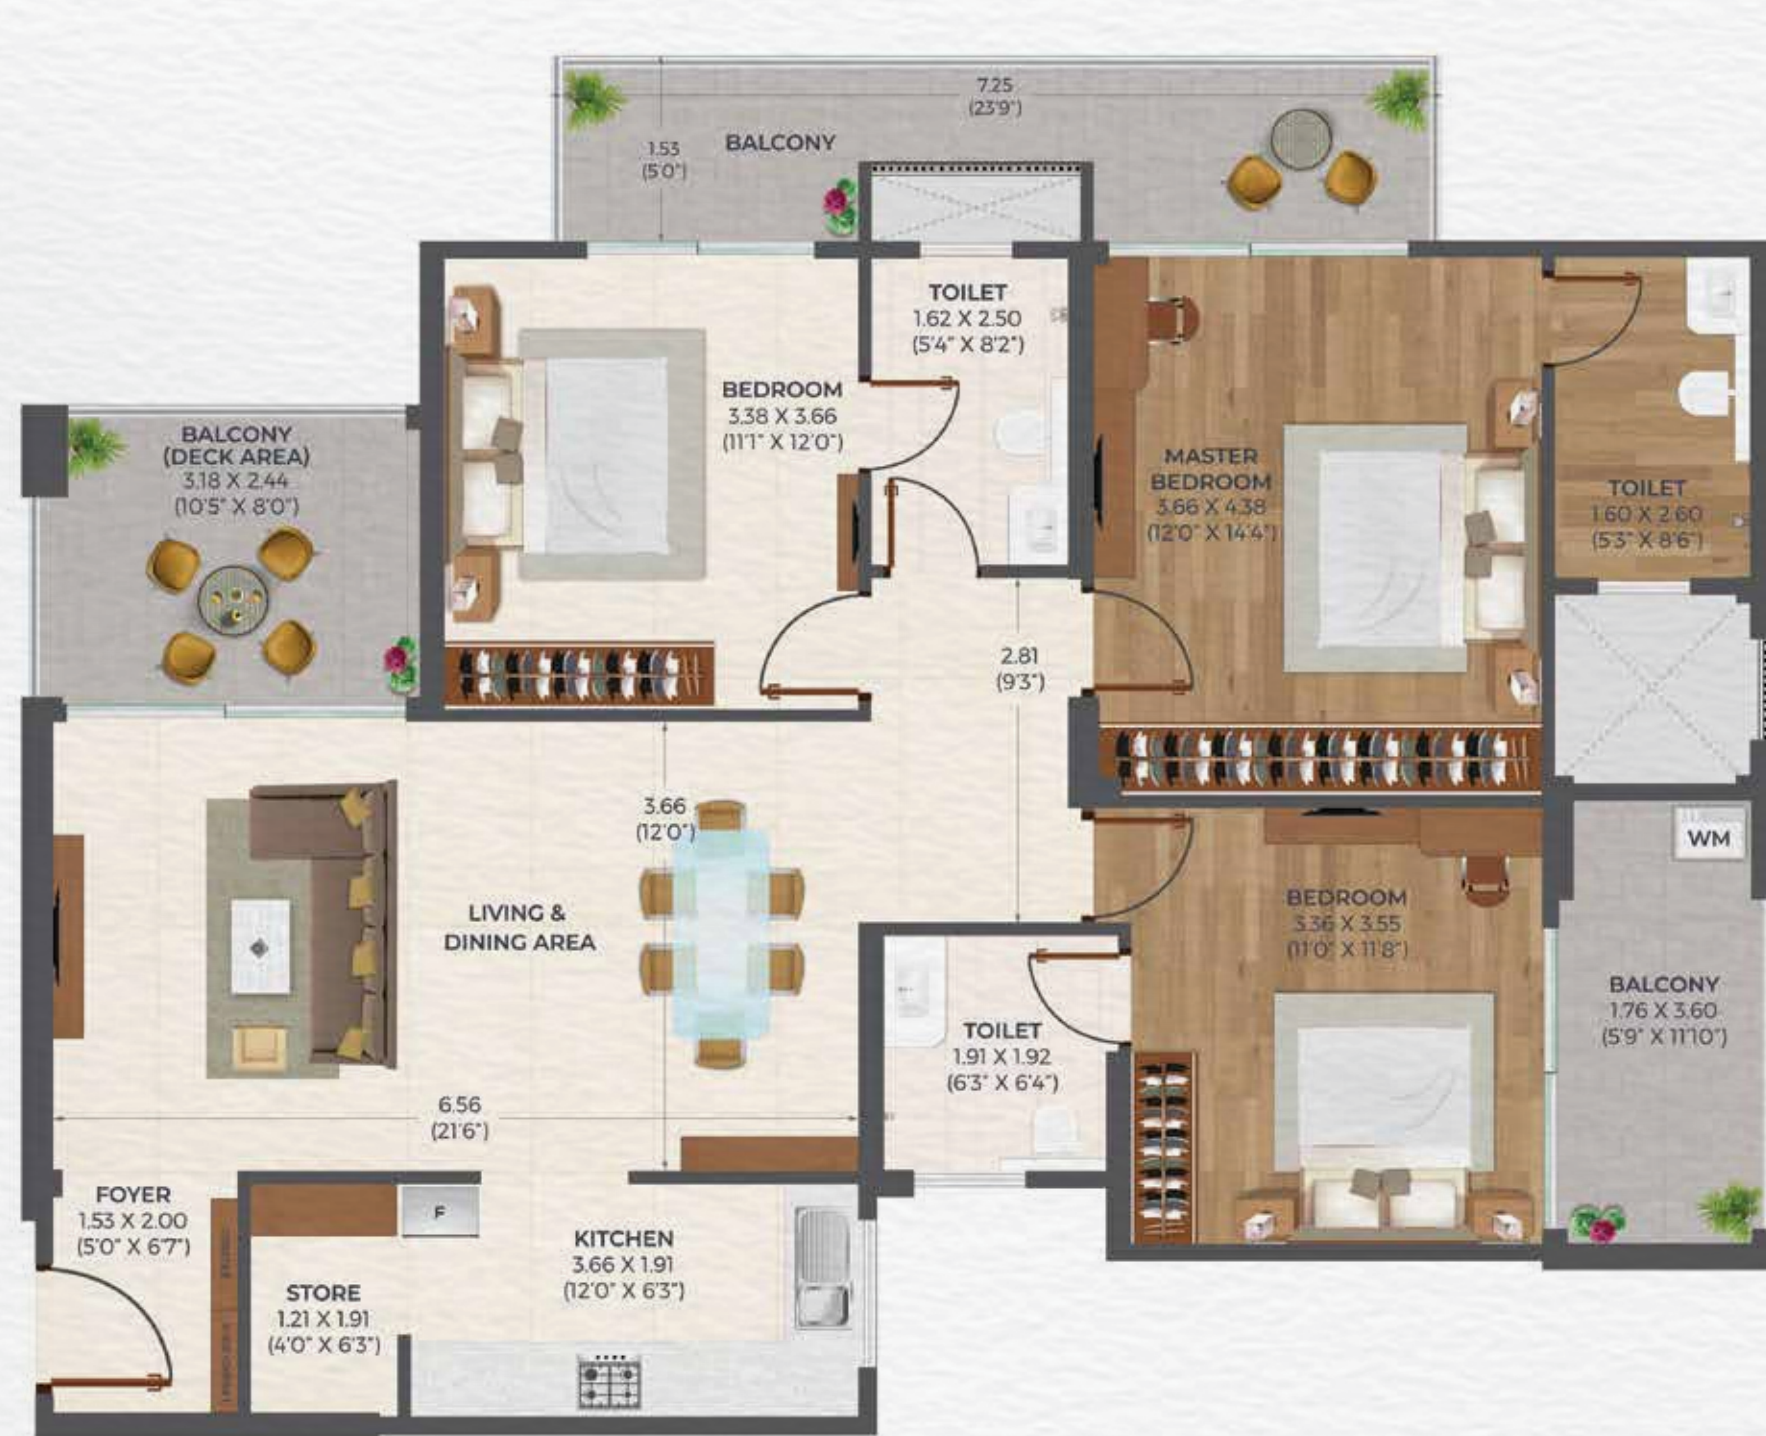 7.25
(23'9")
1.53
(5'0")
BALCONY
TOILET
1.62 X 2.50
(5'4" X 8'2")
BEDROOM
3.38 X 3.66
(11'1" X 12'0")
BALCONY
(DECK AREA)
3.18 X 2.44
(10'5" X 8'0")
MASTER
BEDROOM
3.66 X 4.38
(12'0" X 14'4")
TOILET
1.60 X 2.60
(5'3" X 8'6")
2.81
(9'3")
3.66
(12'0")
WM
LIVING &
DINING AREA
BEDROOM
3.36 X 3.55
(11'0" X 11'8")
BALCONY
1.76 X 3.60
(5'9" X 11'10")
TOILET
1.91 X 1.92
(6'3" X 6'4")
6.56
(21'6")
FOYER
1.53 X 2.00
(5'0" X 6'7")
F
KITCHEN
3.66 X 1.91
(12'0" X 6'3")
STORE
1.21 X 1.91
(4'0" X 6'3")